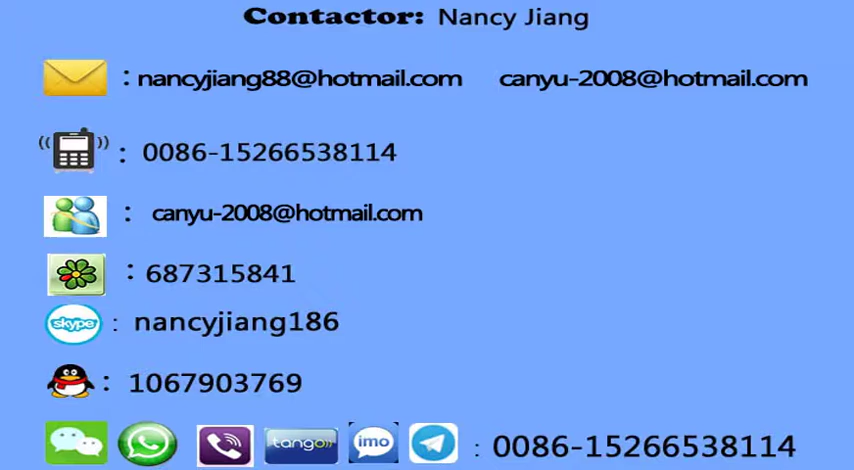 Contactor: Nancy Jiang
: nancyjiang88@hotmail.com canyu-2008@hotmail.com
: 0086-15266538114
: canyu-2008@hotmail.com
: 687315841
skype : nancyjiang186
: 1067903769
tango imo : 0086-15266538114